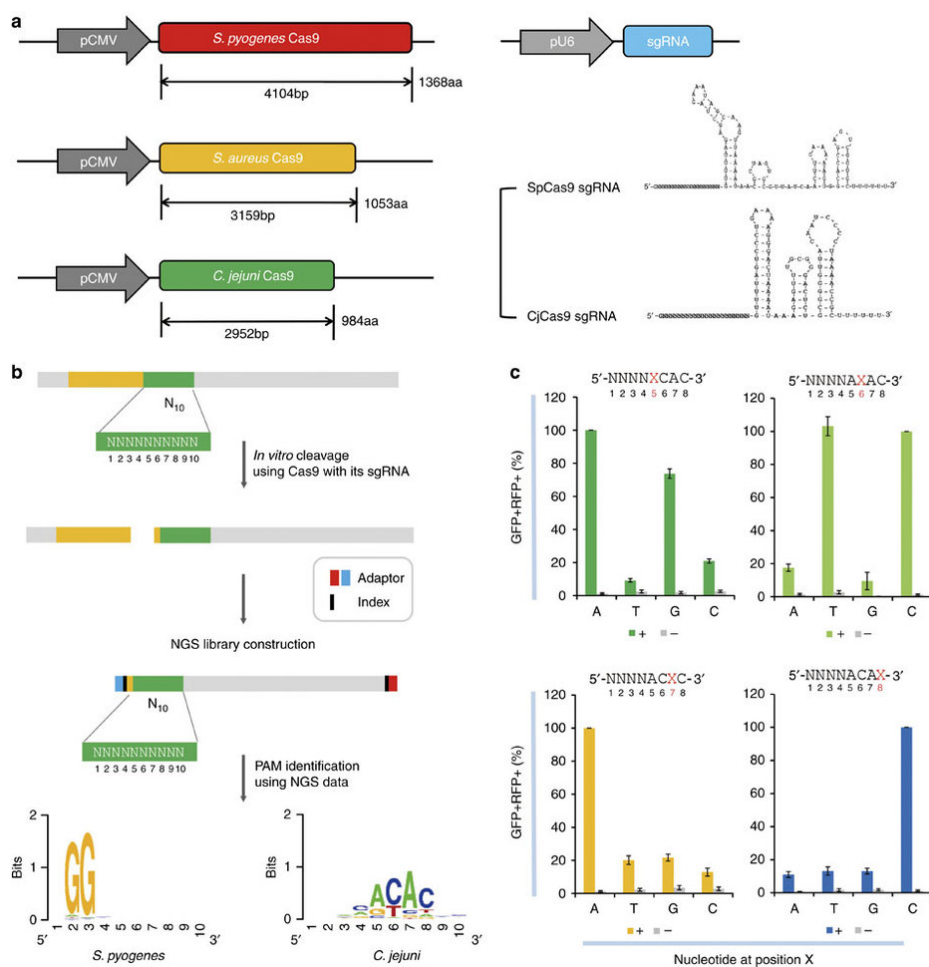 a
pCMV
S. pyogenes Cas9
4104bp
1368aa
pCMV
S. aureus Cas9
3159bp
1053aa
pCMV
C. jejuni Cas9
2952bp
984aa
pU6
sgRNA
SpCas9 sgRNA
5′
3′
CjCas9 sgRNA
5′
3′
b
N10
NNNNNNNNNN
1 2 3 4 5 6 7 8 9 10
In vitro cleavage
using Cas9 with its sgRNA
Adaptor
Index
NGS library construction
N10
NNNNNNNNNN
1 2 3 4 5 6 7 8 9 10
PAM identification
using NGS data
2
1
0
Bits
GG
5′ 1 2 3 4 5 6 7 8 9 10 3′
S. pyogenes
2
1
0
Bits
ACAC
5′ 1 2 3 4 5 6 7 8 9 10 3′
C. jejuni
c
5′-NNNNXCAC-3′
1 2 3 4 5 6 7 8
GFP+RFP+ (%)
120
100
80
60
40
20
0
A T G C
+ −
5′-NNNNAXAC-3′
1 2 3 4 5 6 7 8
120
100
80
60
40
20
0
A T G C
+ −
5′-NNNNACXC-3′
1 2 3 4 5 6 7 8
GFP+RFP+ (%)
120
100
80
60
40
20
0
A T G C
+ −
5′-NNNNACAX-3′
1 2 3 4 5 6 7 8
120
100
80
60
40
20
0
A T G C
+ −
Nucleotide at position X